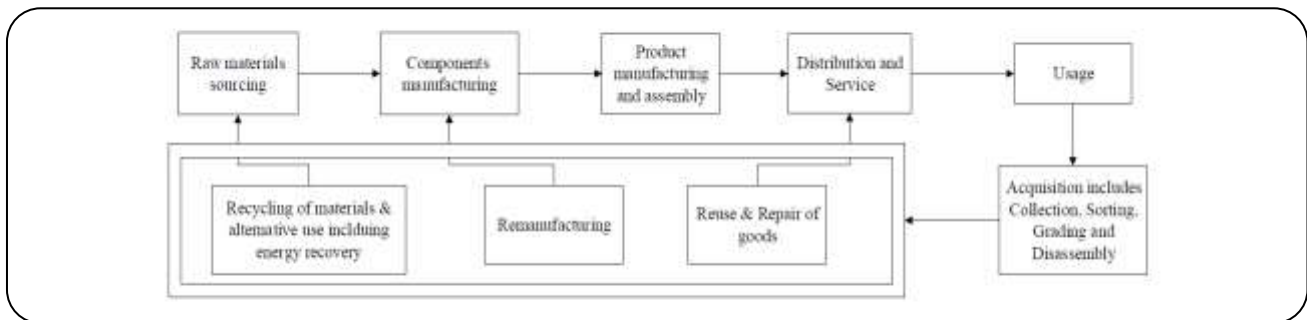 Raw materials
sourcing
Components
manufacturing
Product
manufacturing
and assembly
Distribution and
Service
Usage
Recycling of materials &
alternative use inclduing
energy recovery
Remanufacturing
Reuse & Repair of
goods
Acquisition includes
Collection, Sorting,
Grading and
Disassembly